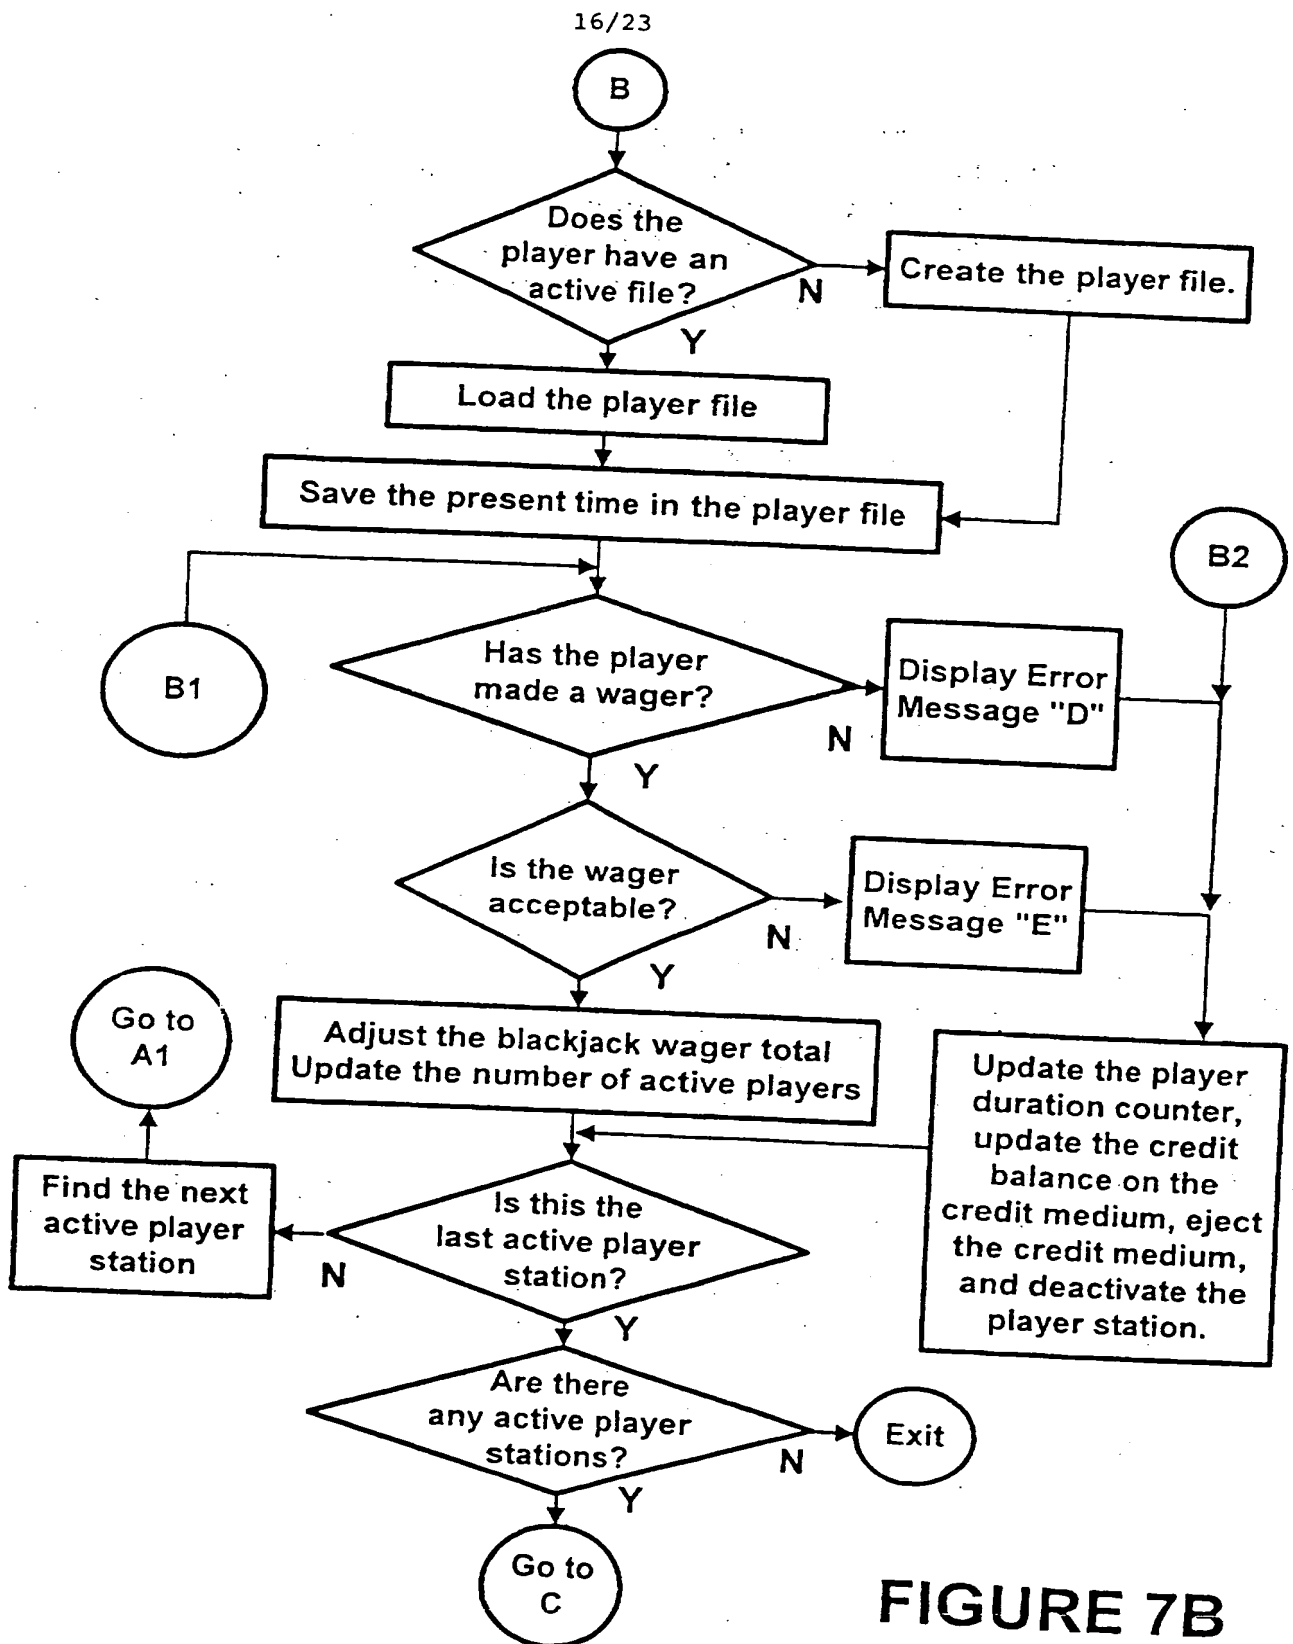 16/23
B
Does the
player have an
active file?
N
Create the player file.
Y
Load the player file
Save the present time in the player file
B2
B1
Has the player
made a wager?
N
Display Error
Message "D"
Y
Is the wager
acceptable?
N
Display Error
Message "E"
Y
Go to
A1
Adjust the blackjack wager total
Update the number of active players
Update the player
duration counter,
update the credit
balance on the
credit medium, eject
the credit medium,
and deactivate the
player station.
Find the next
active player
station
N
Is this the
last active player
station?
Y
Are there
any active player
stations?
N
Exit
Y
Go to
C
FIGURE 7B